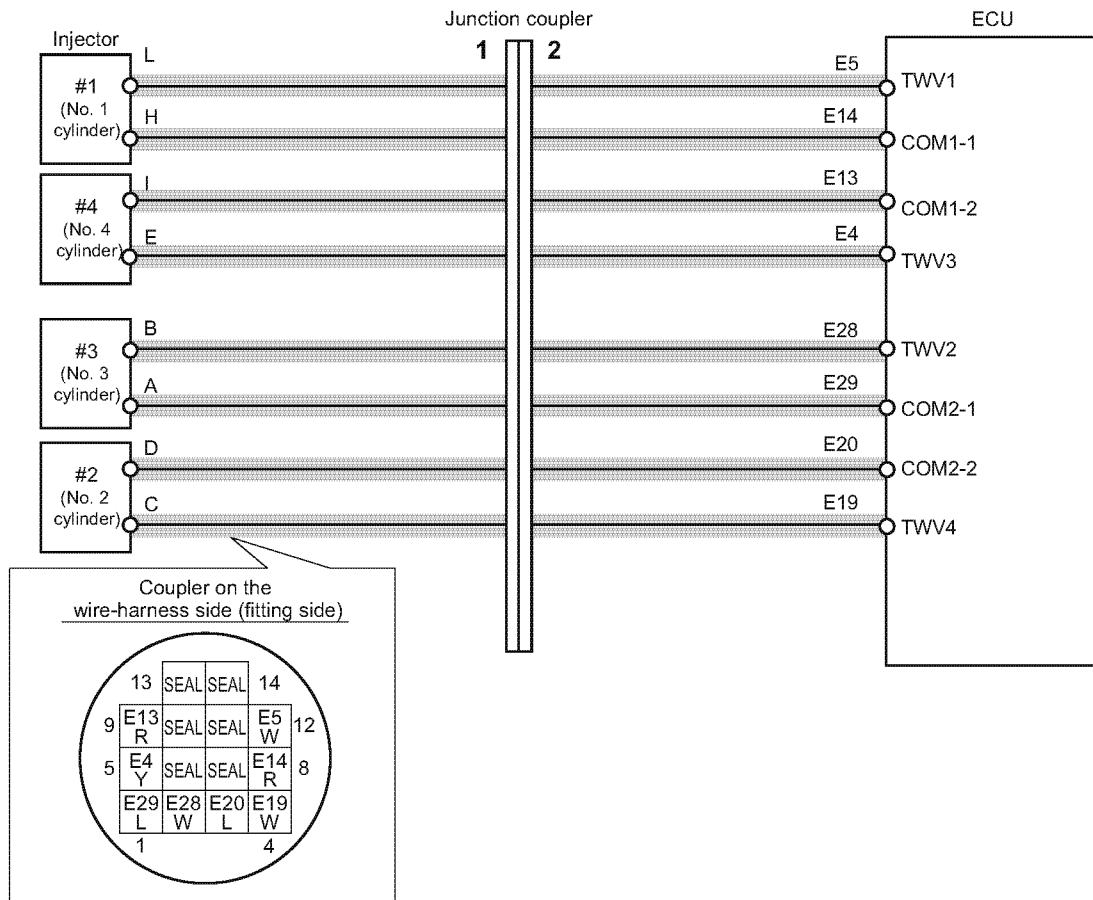 Junction coupler
ECU
1 2
Injector
#1
(No. 1
cylinder)
L
H
E5
TWV1
E14
COM1-1
#4
(No. 4
cylinder)
I
E
E13
COM1-2
E4
TWV3
#3
(No. 3
cylinder)
B
A
E28
TWV2
E29
COM2-1
#2
(No. 2
cylinder)
D
C
E20
COM2-2
E19
TWV4
Coupler on the
wire-harness side (fitting side)
13 SEAL SEAL 14
9 E13 SEAL SEAL E5 12
R W
5 E4 SEAL SEAL E14 8
Y R
E29 E28 E20 E19
L W L W
1 4